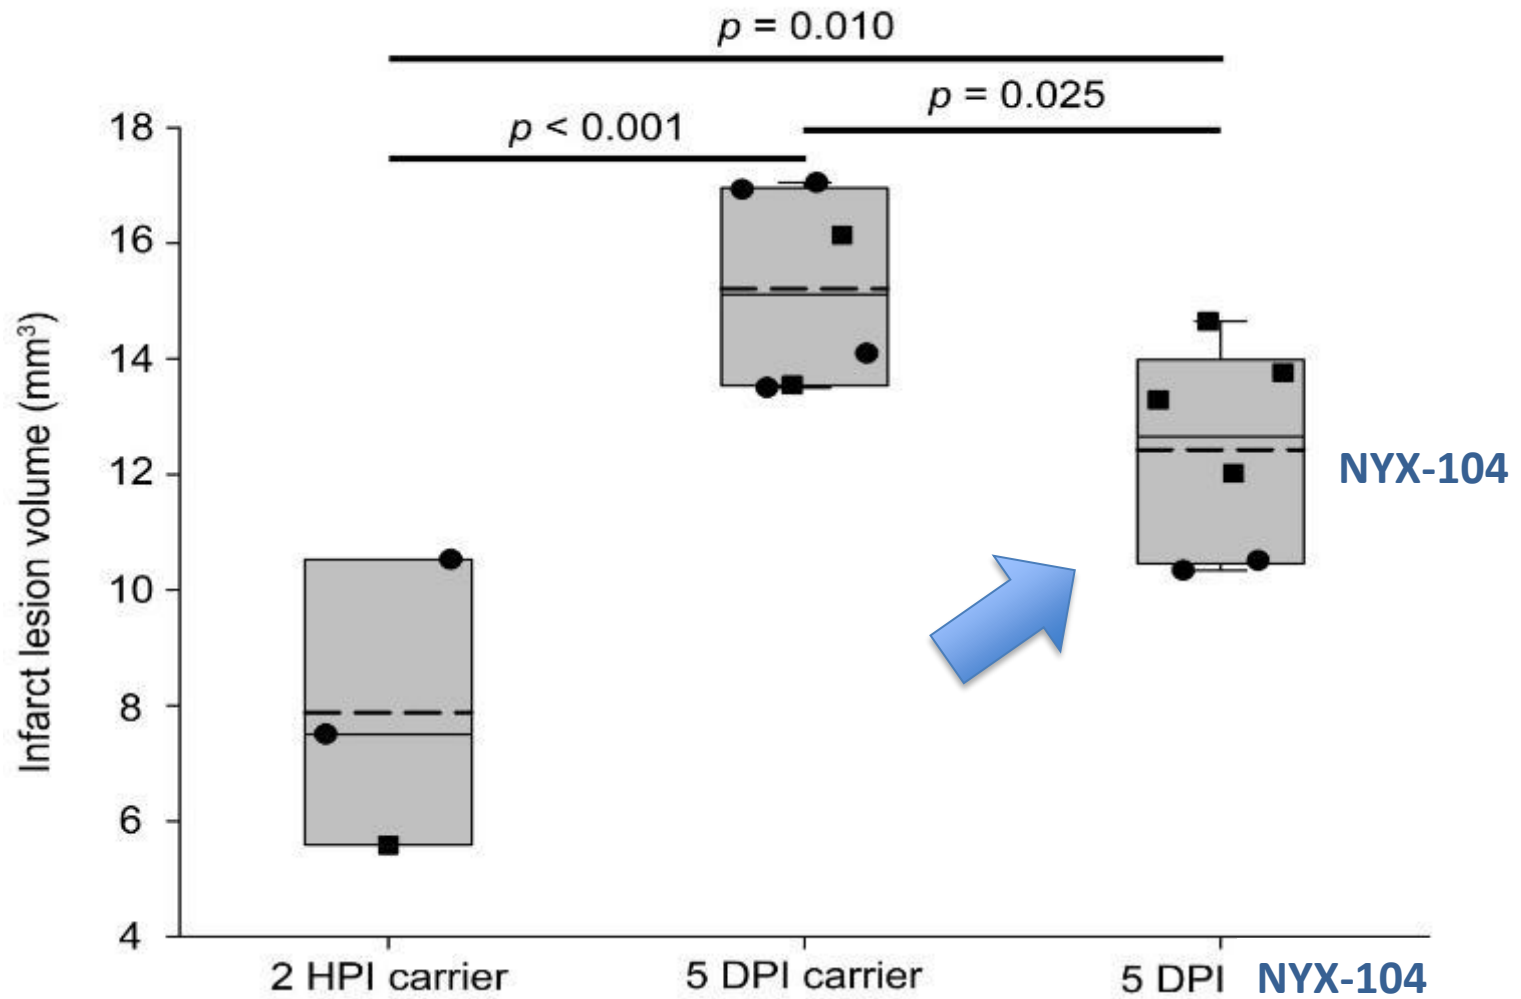 p = 0.010
p = 0.025
p < 0.001
18
16
14
12
10
8
6
4
Infarct lesion volume (mm³)
NYX-104
2 HPI carrier
5 DPI carrier
5 DPI NYX-104